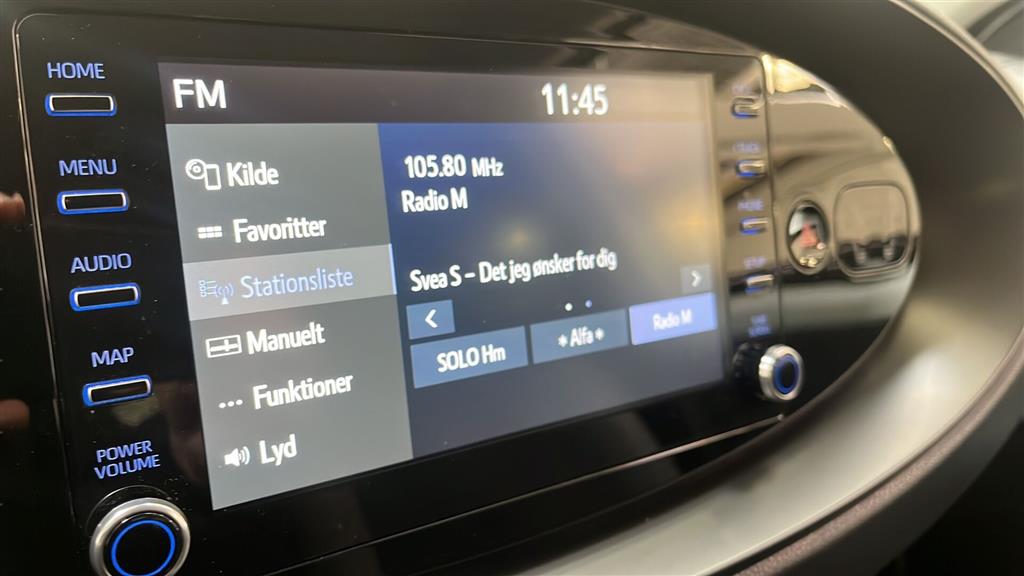 HOME
MENU
AUDIO
MAP
POWER
VOLUME
FM
11:45
Kilde
Favoritter
Stationsliste
Manuelt
Funktioner
Lyd
105.80 MHz
Radio M
Svea S – Det jeg ønsker for dig
SOLO Hm
*Alfa*
Radio M